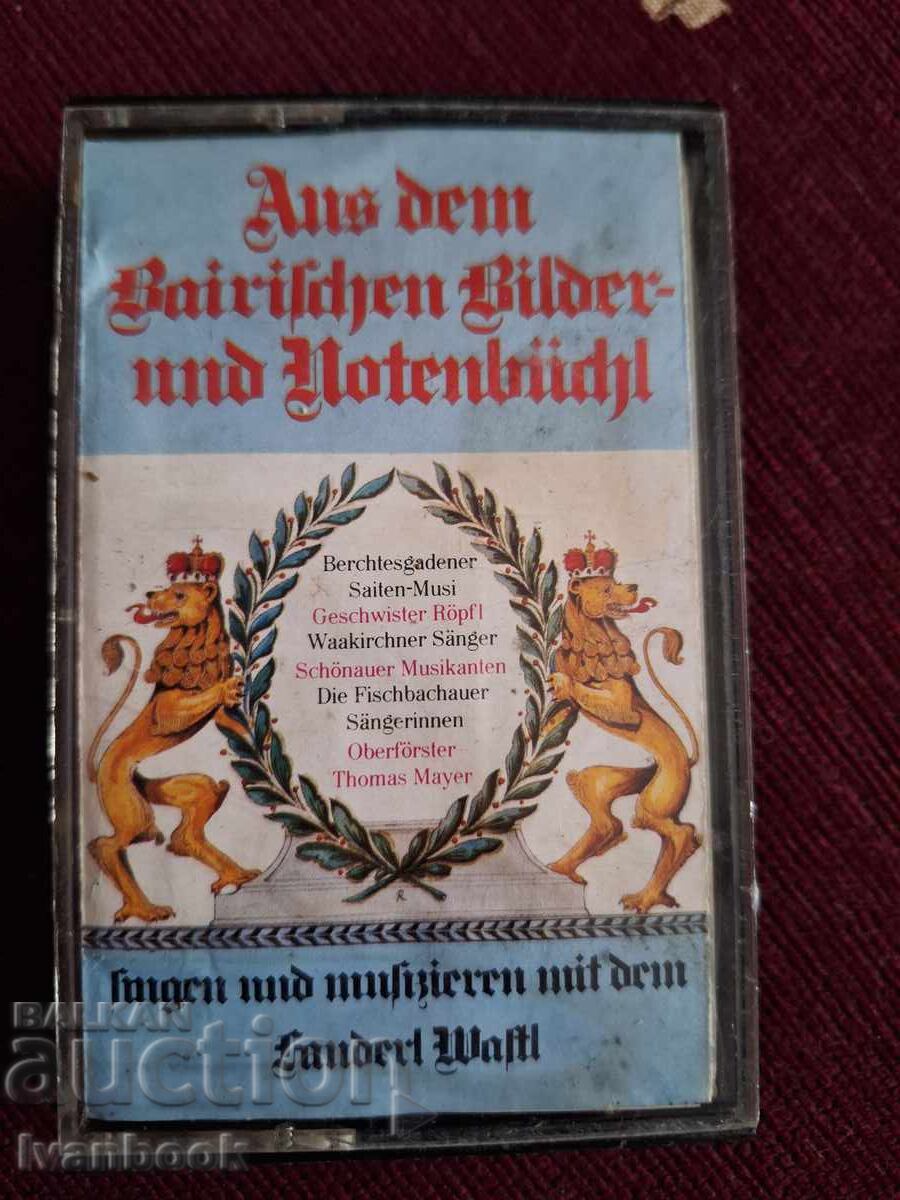 Aus dem
Bairischen Bilder-
und Notenbüchl
Berchtesgadener
Saiten-Musi
Geschwister Röpfl
Waakirchner Sänger
Schönauer Musikanten
Die Fischbachauer
Sängerinnen
Oberförster
Thomas Mayer
R
singen und musizieren mit dem
Fanderl Wastl
BALKAN
auction
Ivanbook